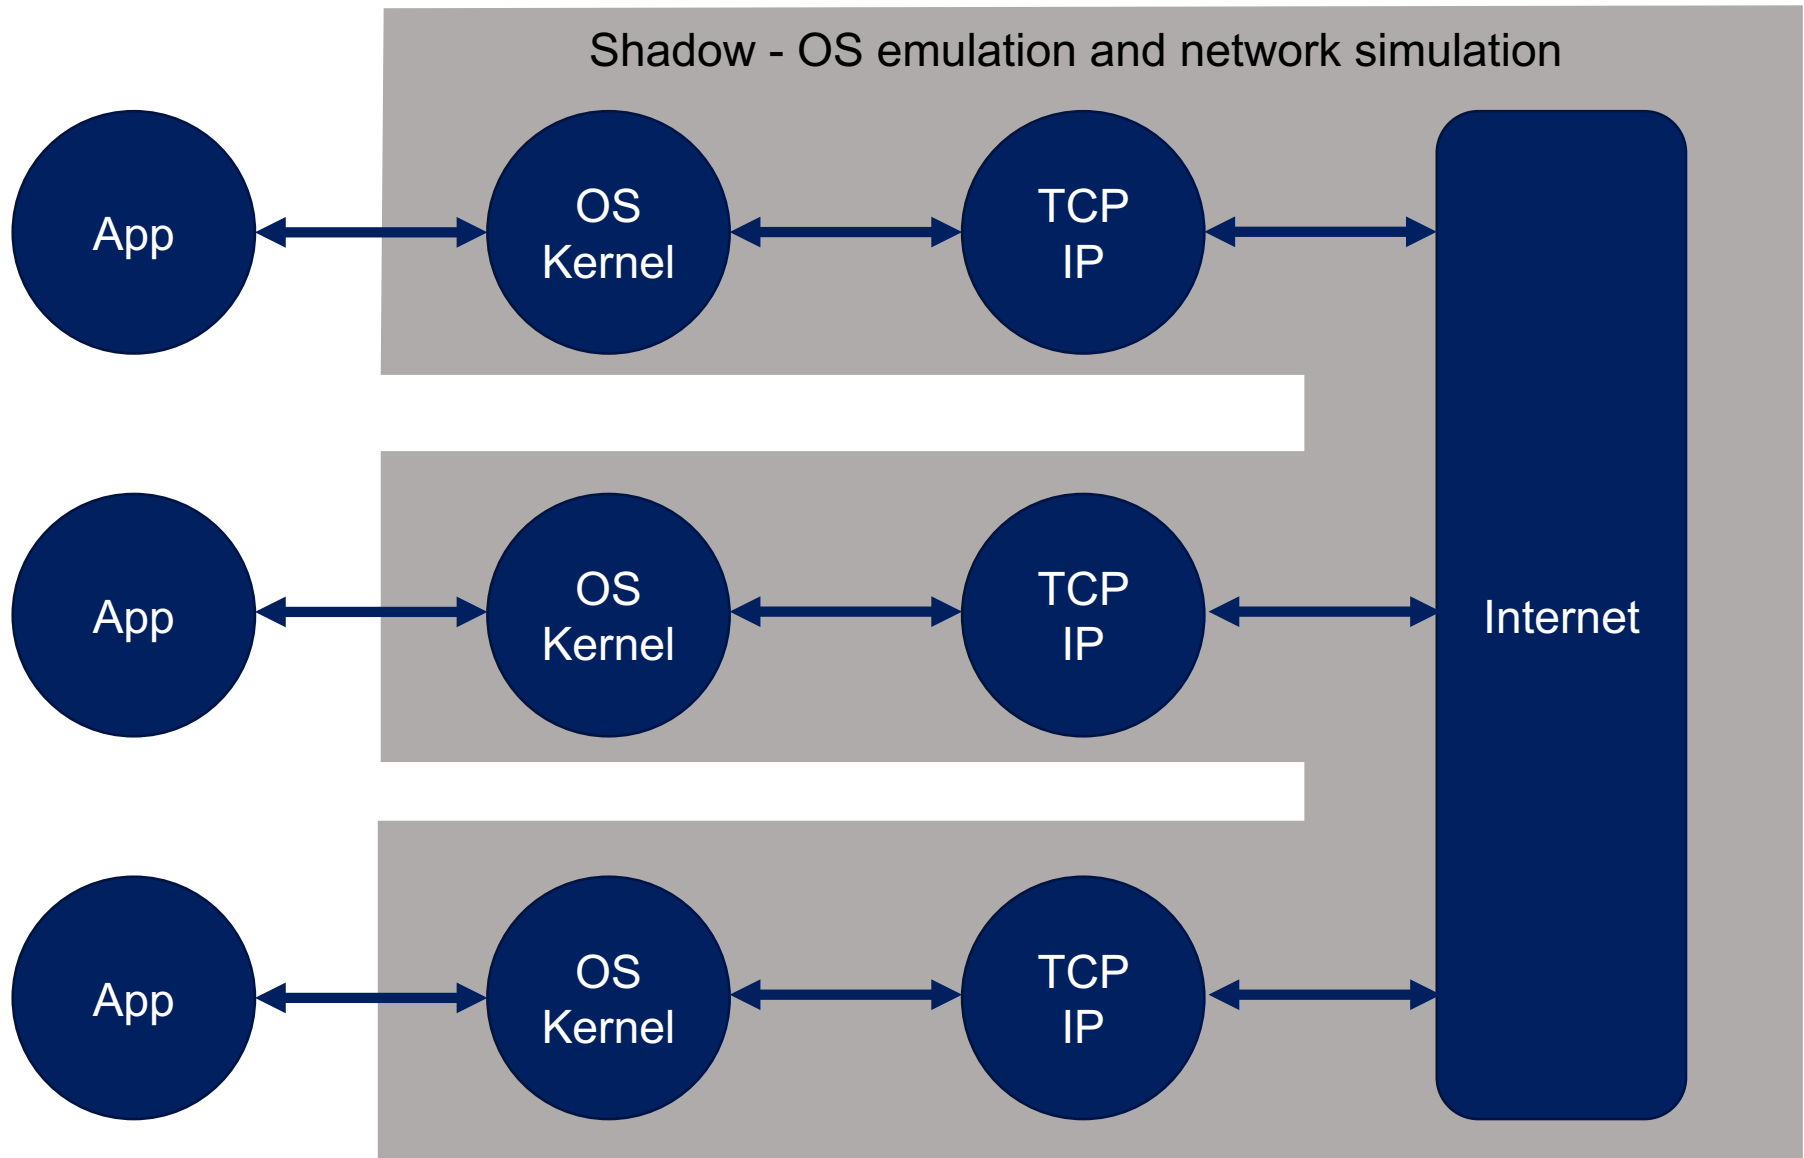 Shadow - OS emulation and network simulation
App
OS
Kernel
TCP
IP
App
OS
Kernel
TCP
IP
Internet
App
OS
Kernel
TCP
IP